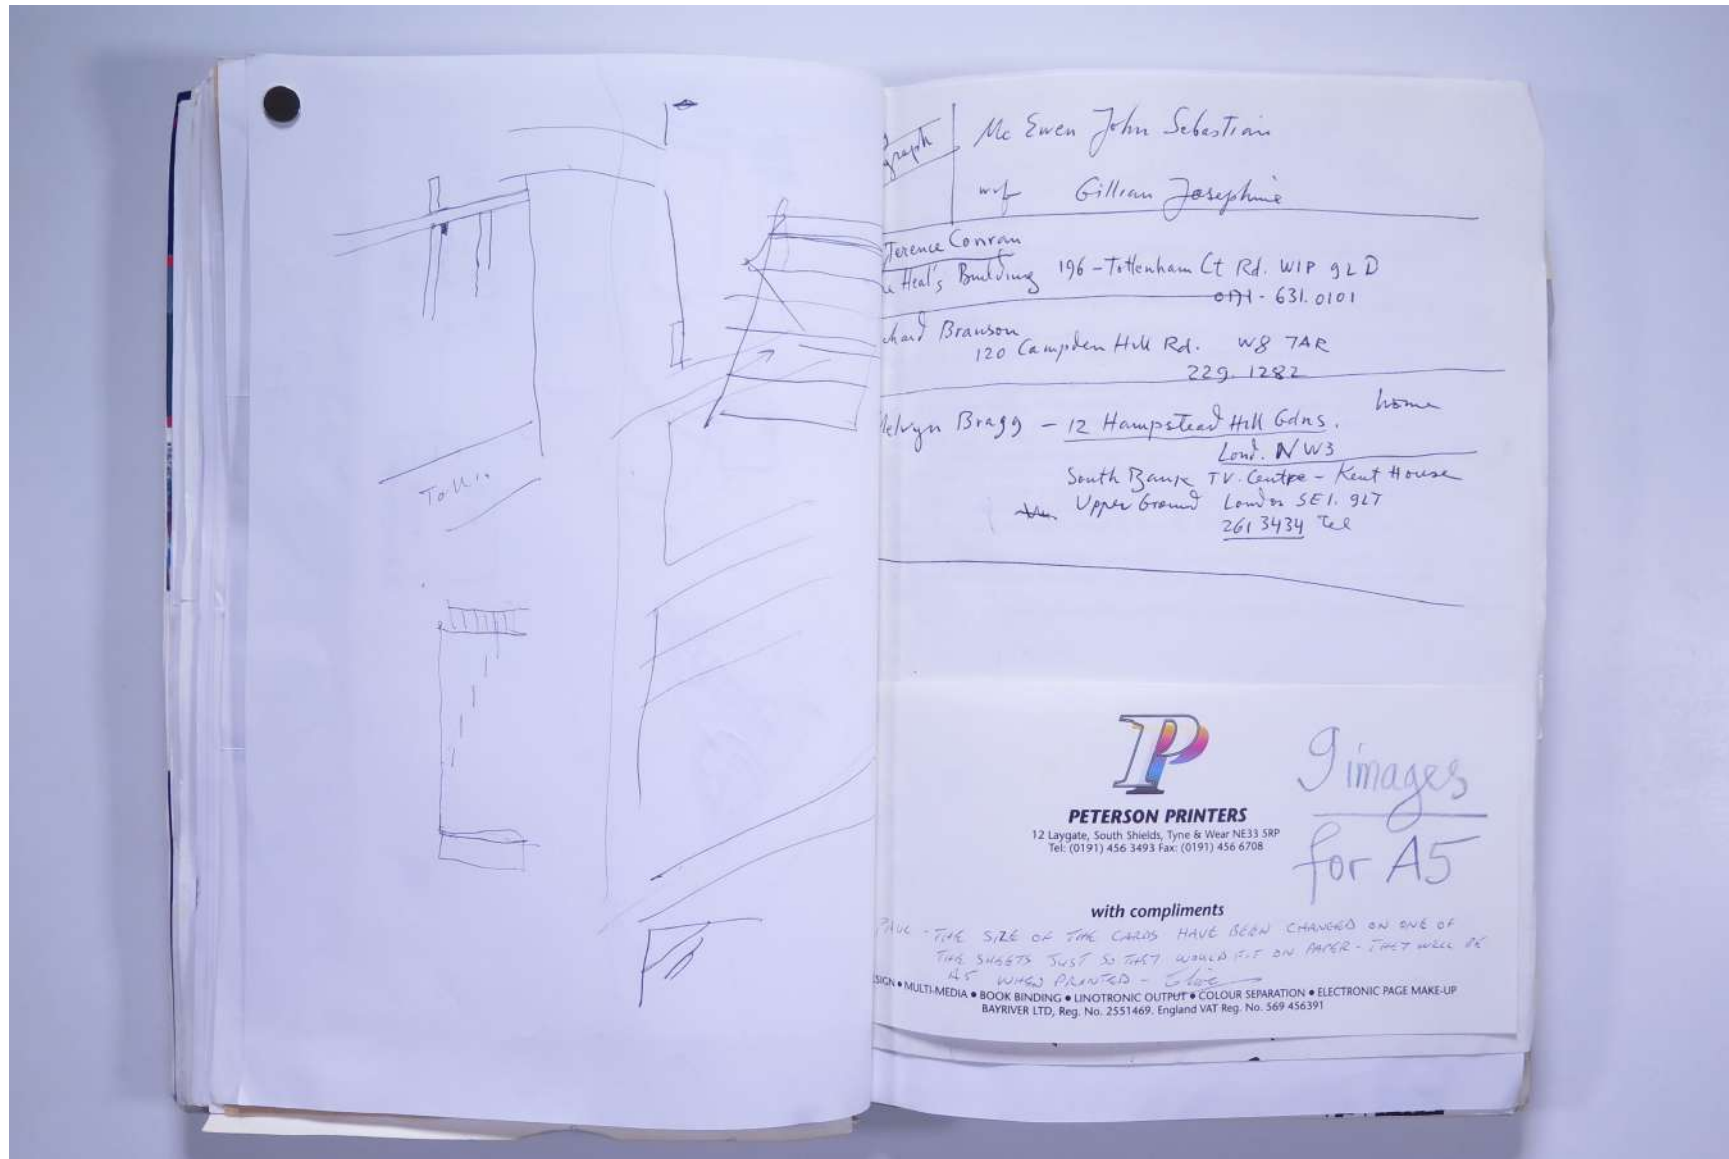 graph
Mc Ewen John Sebastian
wif Gillian Josephine
Terence Conran
Heal's Building 196 - Tottenham Ct Rd. W1P 9LD
0171 - 631.0101
chard Branson
120 Campden Hill Rd. W8 7AR
229. 1282
home
elvyn Bragg - 12 Hampstead Hill Gdns.
Lond. NW3
South Bank TV. Centre - Kent House
Upper Ground London SE1. 9LT
261 3434 Tel
P
PETERSON PRINTERS
12 Laygate, South Shields, Tyne & Wear NE33 5RP
Tel: (0191) 456 3493 Fax: (0191) 456 6708
9 images
for A5
with compliments
PAUL - THE SIZE OF THE CARDS HAVE BEEN CHANGED ON ONE OF
THE SHEETS JUST SO THEY WOULD FIT ON PAPER - THEY WILL BE
A5 WHEN PRINTED -
SIGN • MULTI-MEDIA • BOOK BINDING • LINOTRONIC OUTPUT • COLOUR SEPARATION • ELECTRONIC PAGE MAKE-UP
BAYRIVER LTD, Reg. No. 2551469. England VAT Reg. No. 569 456391